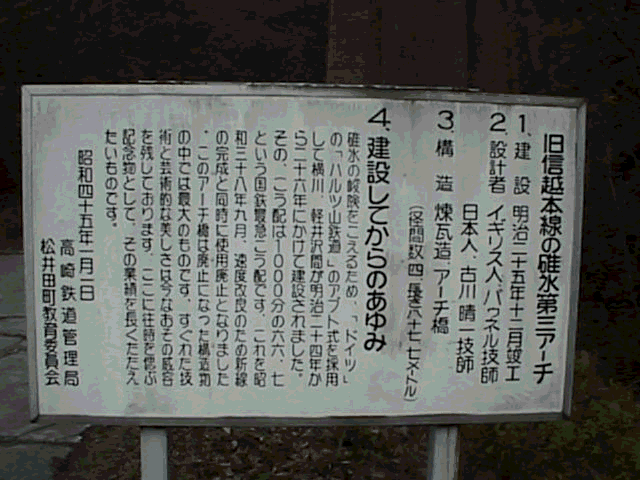 旧信越本線の碓氷第三アーチ
1、建設 明治二十五年十二月竣工
2、設計者 イギリス人、パウネル技師
日本人、古川晴一技師
3、構造 煉瓦造、アーチ橋
(径間数 四 長さ八十七、七メートル)
4、建設してからのあゆみ
碓氷の峻険をこえるため、「ドイツ」
の「ハルツ山鉄道」のアプト式を採用
して横川、軽井沢間が明治二十四年か
ら二十六年にかけて建設されました。
その、こう配は1000分の六六、七
という国鉄最急こう配です。これを昭
和三十八年九月、速度改良のため新線
の完成と同時に使用廃止となりました
。このアーチ橋は廃止になった構造物
の中では最大のものです。すぐれた技
術と芸術的な美しさは今なおその威容
を残しております。ここに往時を偲ぶ
記念物として、その業績を長くたたえ
たいものです。
昭和四十五年一月一日
高崎鉄道管理局
松井田町教育委員会